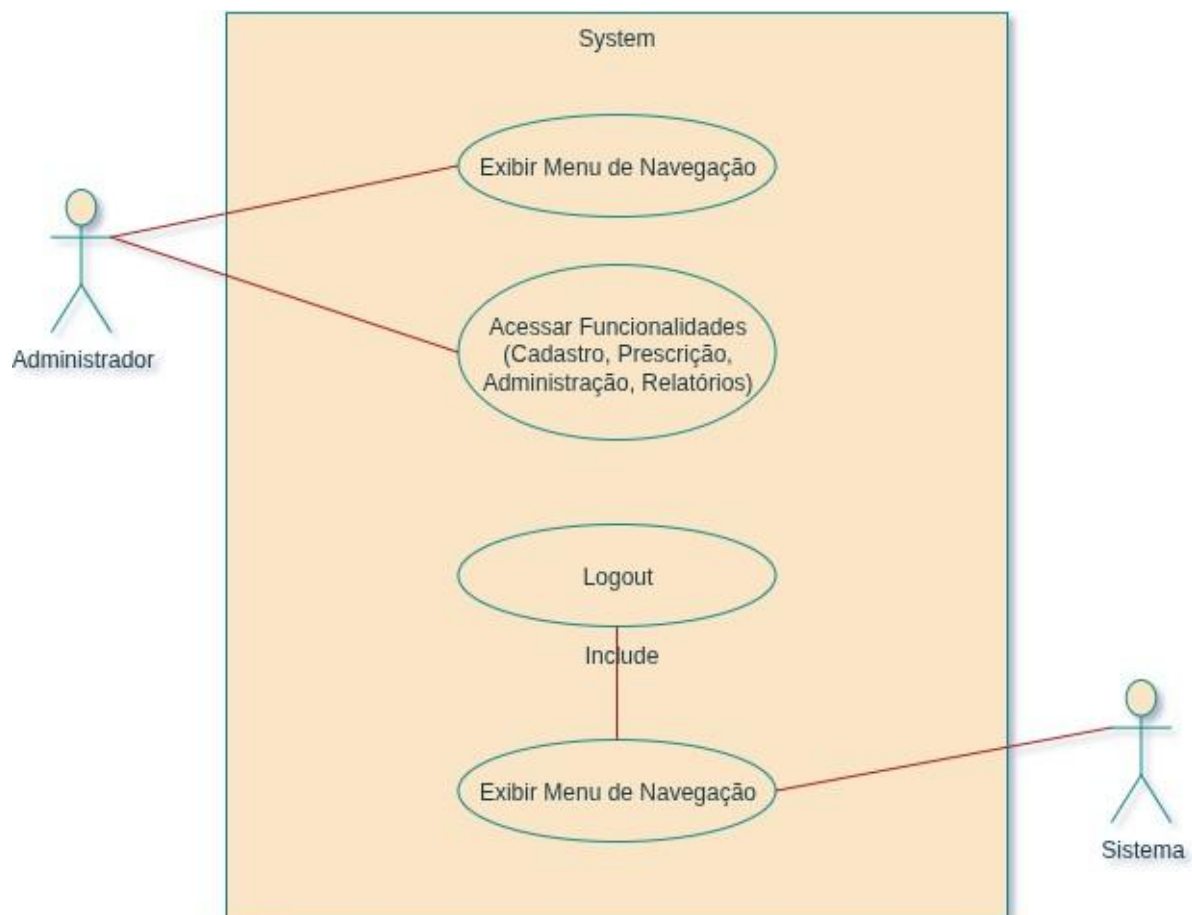 System
Exibir Menu de Navegação
Administrador
Acessar Funcionalidades
(Cadastro, Prescrição,
Administração, Relatórios)
Logout
Include
Exibir Menu de Navegação
Sistema